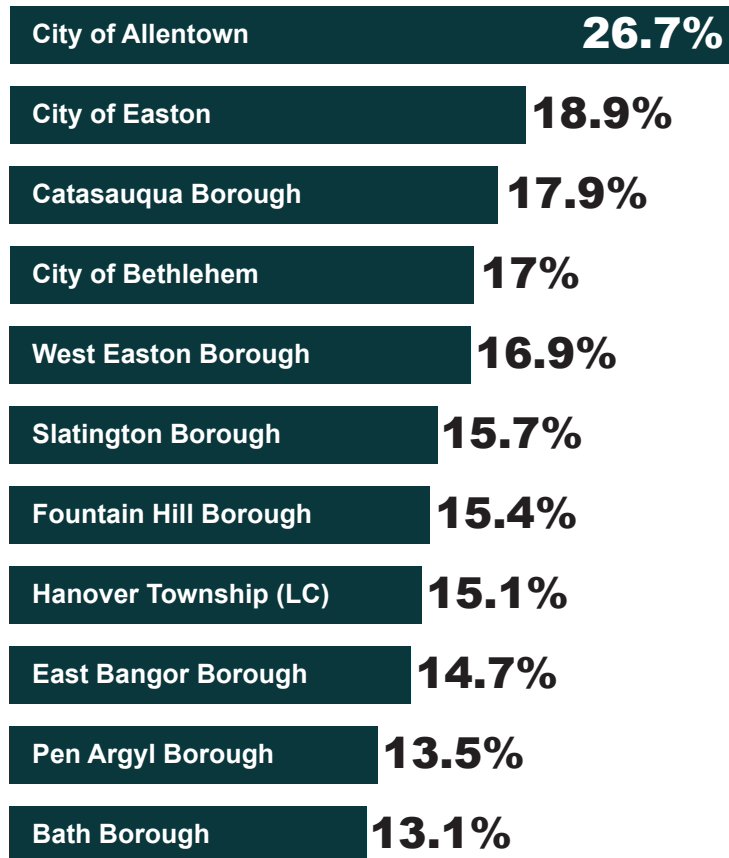 City of Allentown 26.7%
City of Easton 18.9%
Catasauqua Borough 17.9%
City of Bethlehem 17%
West Easton Borough 16.9%
Slatington Borough 15.7%
Fountain Hill Borough 15.4%
Hanover Township (LC) 15.1%
East Bangor Borough 14.7%
Pen Argyl Borough 13.5%
Bath Borough 13.1%